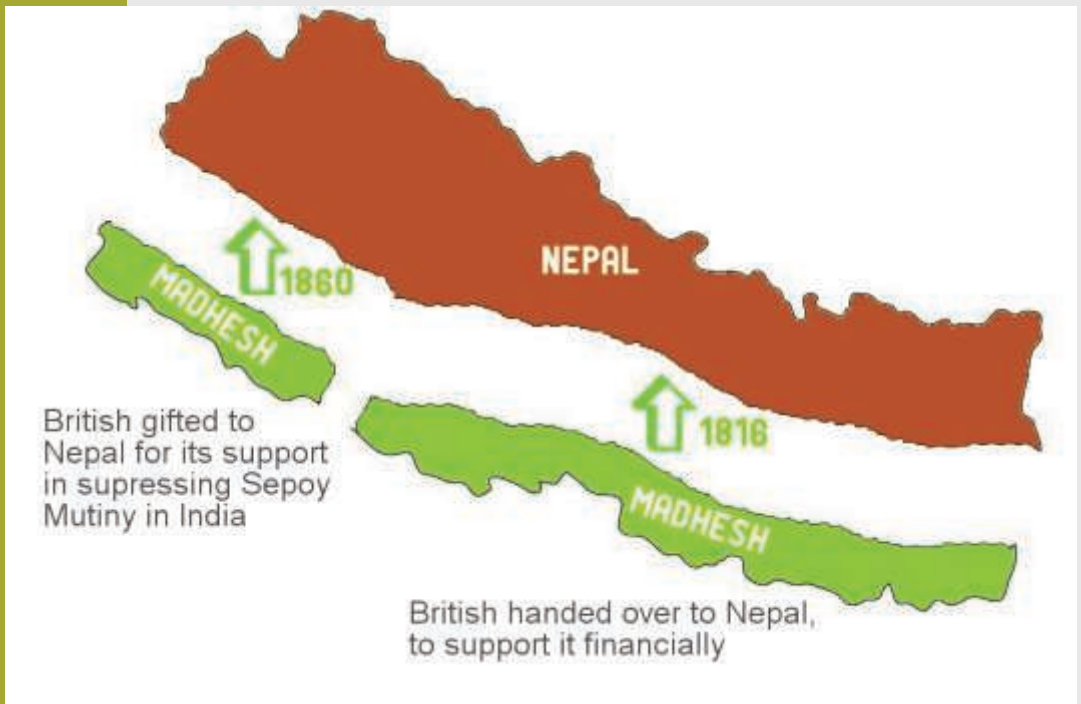 NEPAL
1860
MADHESH
British gifted to
Nepal for its support
in supressing Sepoy
Mutiny in India
1816
MADHESH
British handed over to Nepal,
to support it financially